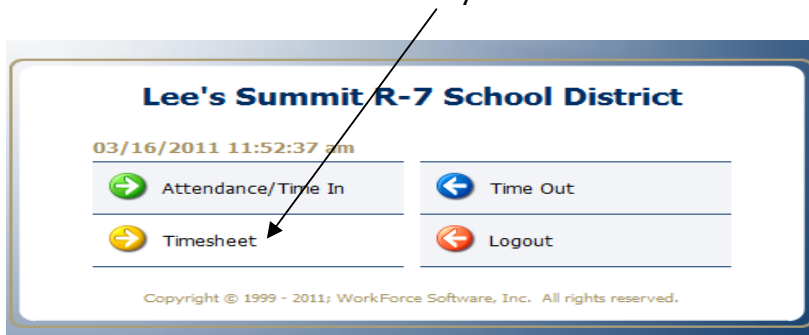 Lee's Summit R-7 School District
03/16/2011 11:52:37 am
Attendance/Time In
Time Out
Timesheet
Logout
Copyright © 1999 - 2011; WorkForce Software, Inc. All rights reserved.